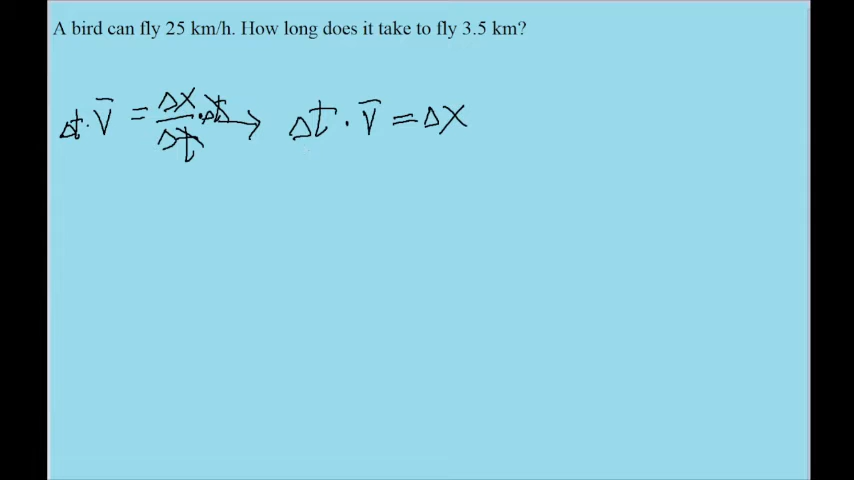 A bird can fly 25 km/h. How long does it take to fly 3.5 km?
Δt · V̅ = Δx/Δt · Δt → Δt · V̅ = Δx